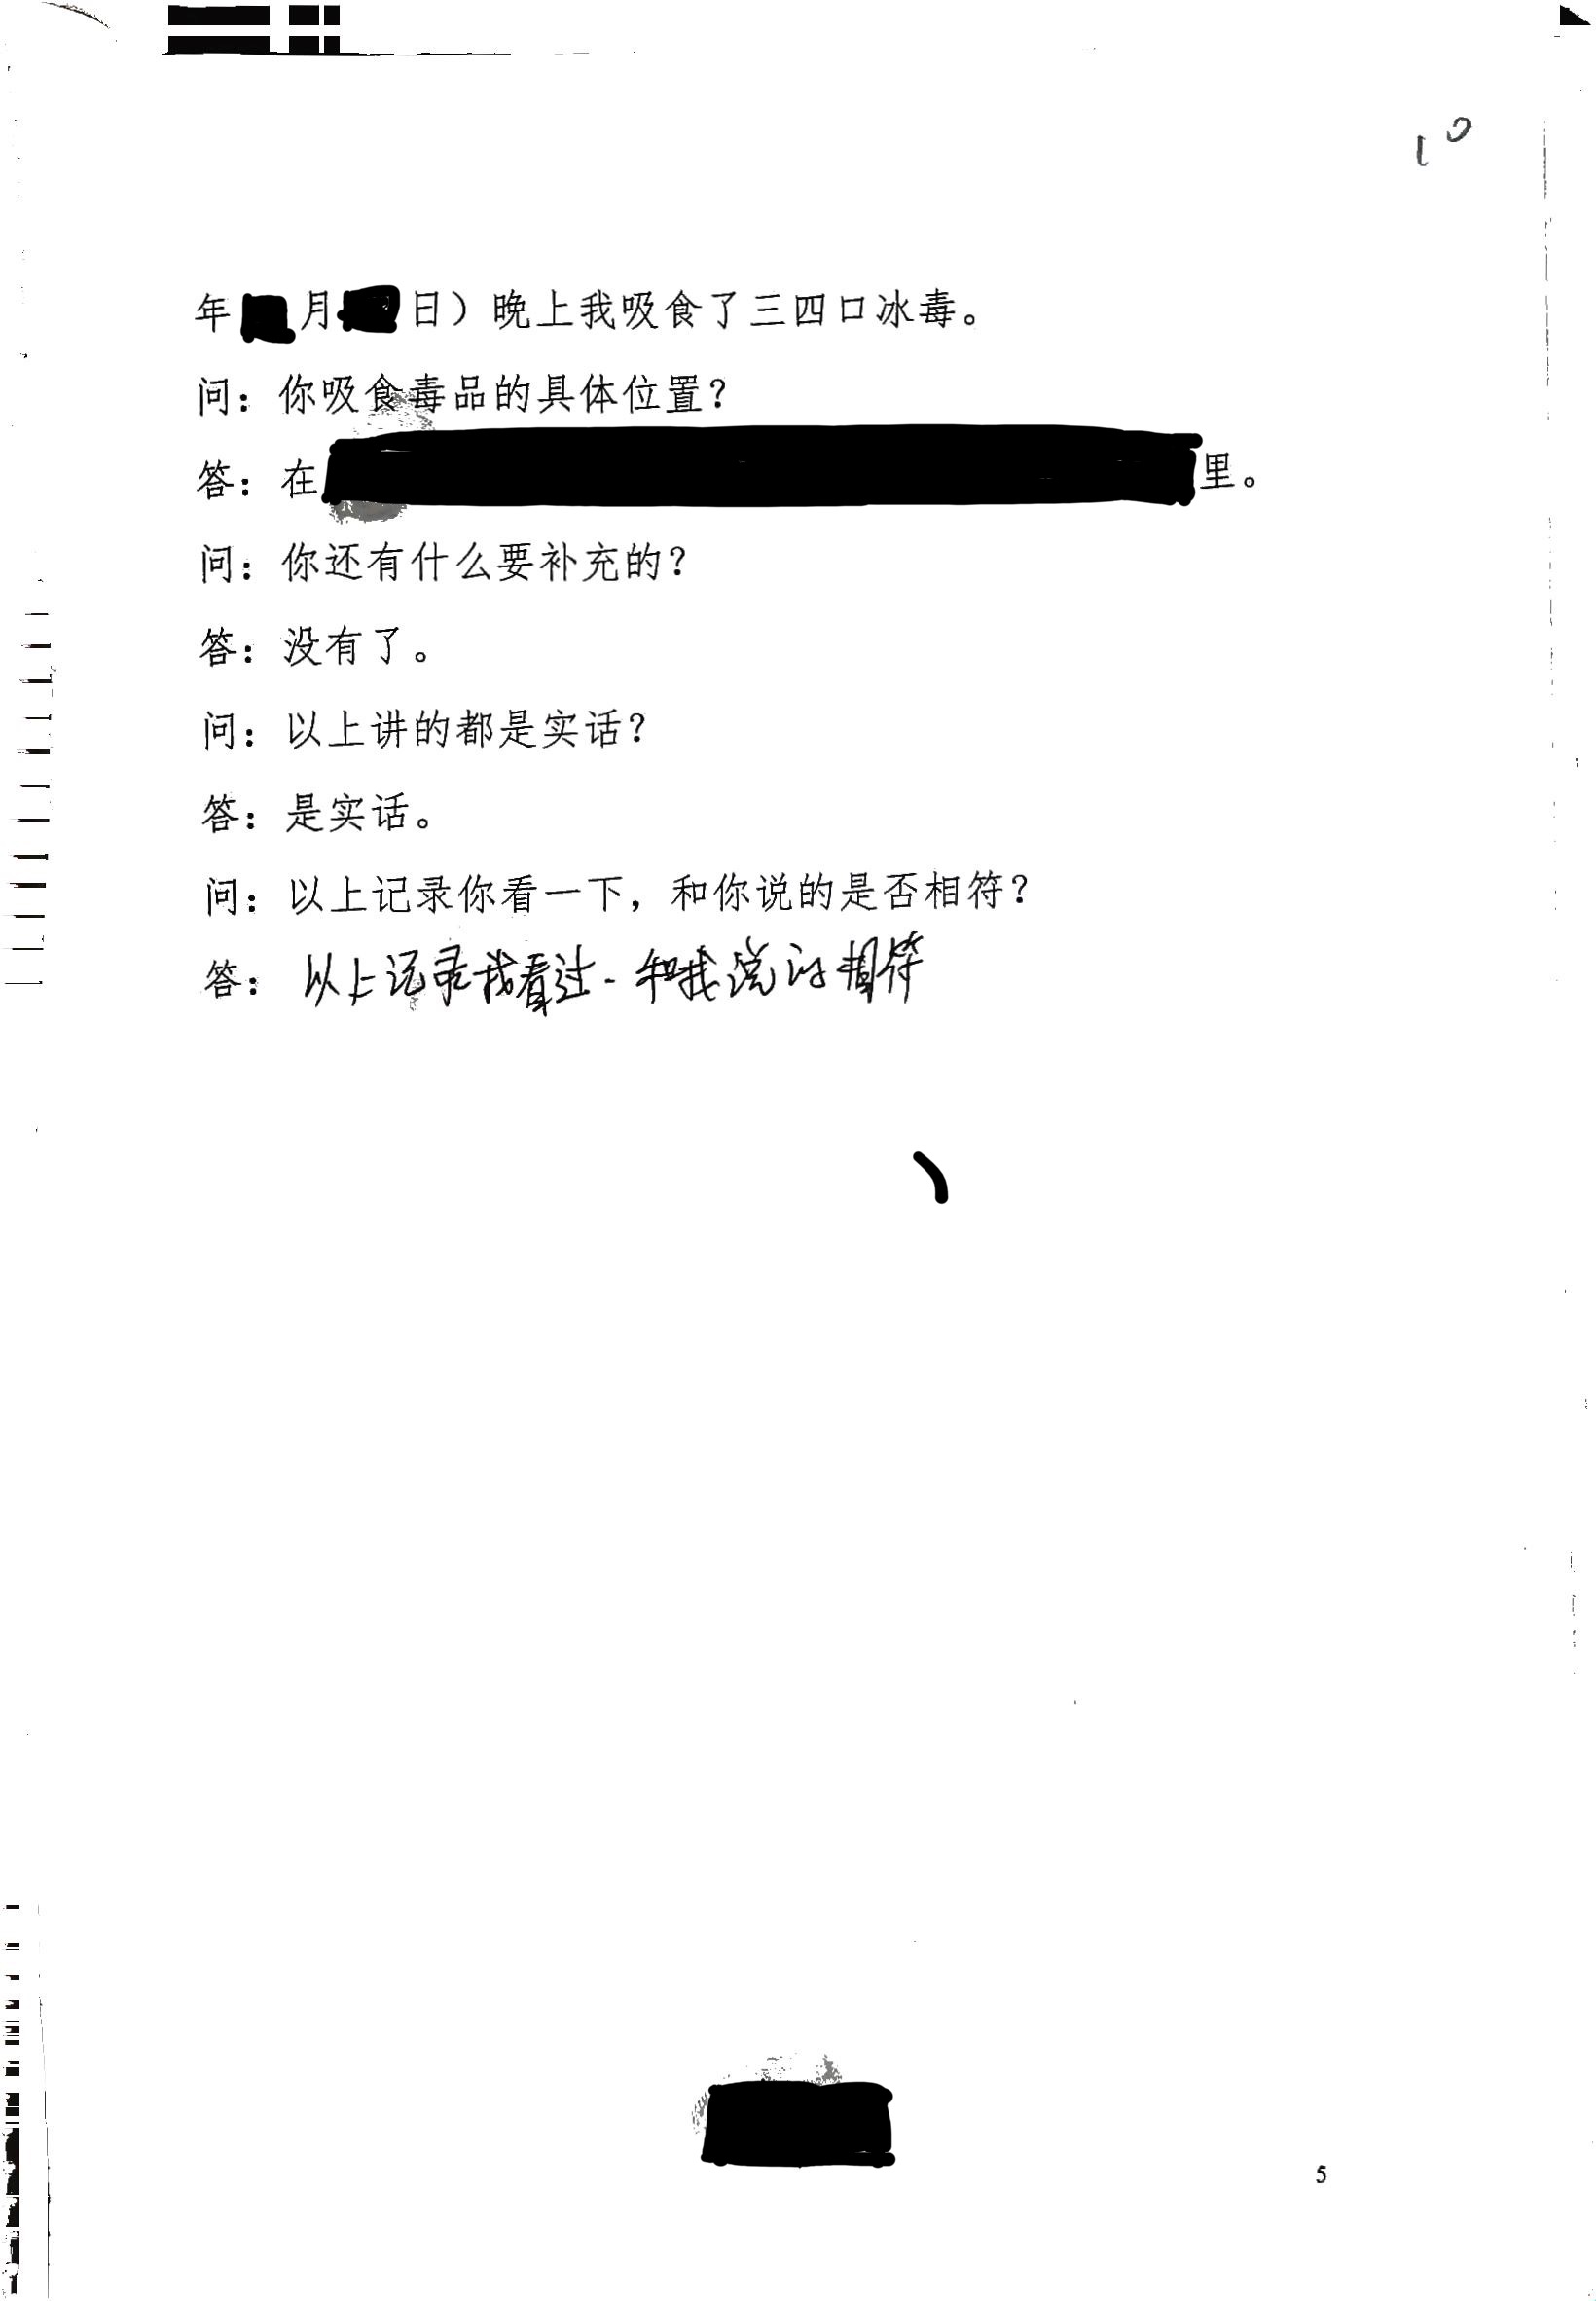 10
年 月 日）晚上我吸食了三四口冰毒。
问：你吸食毒品的具体位置？
答：在 里。
问：你还有什么要补充的？
答：没有了。
问：以上讲的都是实话？
答：是实话。
问：以上记录你看一下，和你说的是否相符？
答：以上记录我看过．和我说的相符
5